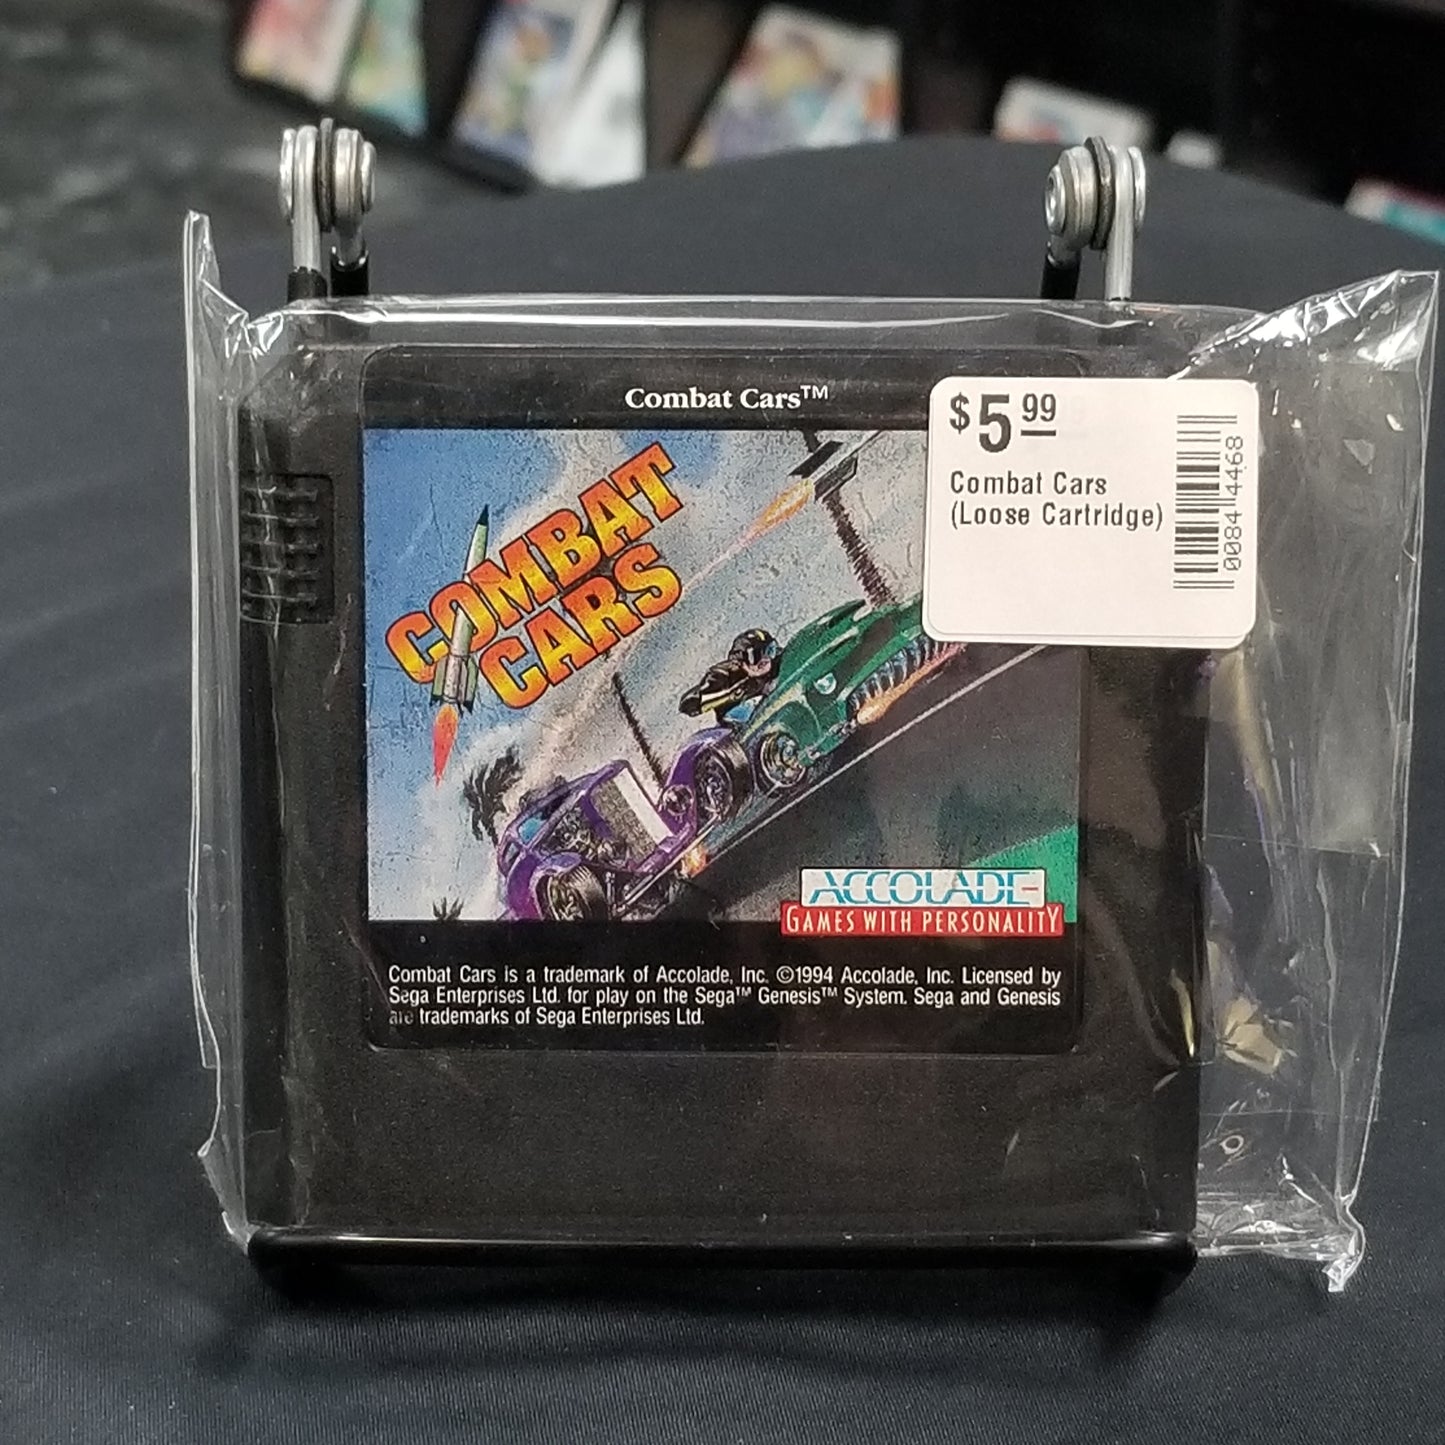 Combat Cars™
$5 99
Combat Cars
(Loose Cartridge)
00844468
COMBAT
CARS
ACCOLADE
GAMES WITH PERSONALITY
Combat Cars is a trademark of Accolade, Inc. ©1994 Accolade, Inc. Licensed by
Sega Enterprises Ltd. for play on the Sega™ Genesis™ System. Sega and Genesis
are trademarks of Sega Enterprises Ltd.